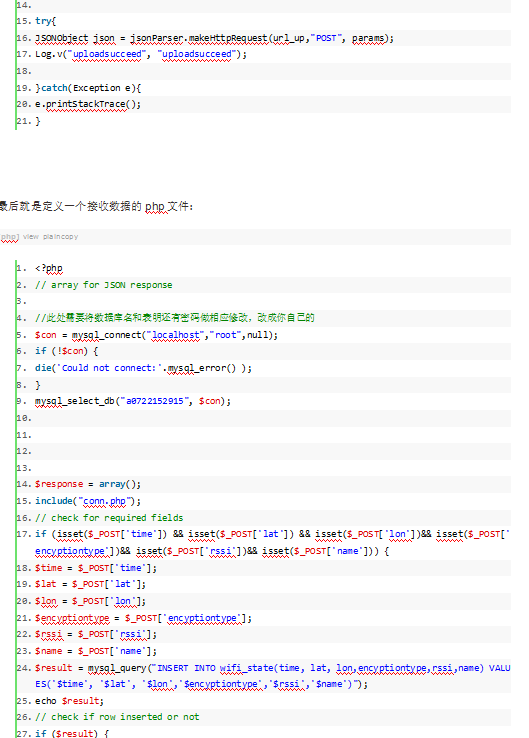 14.
15. try{
16. JSONObject json = jsonParser.makeHttpRequest(url_up,"POST", params);
17. Log.v("uploadsucceed", "uploadsucceed");
18.
19. }catch(Exception e){
20. e.printStackTrace();
21. }
最后就是定义一个接收数据的 php 文件:
php] view plaincopy
1. <?php
2. // array for JSON response
3.
4. //此处需要将数据库名和表明还有密码做相应修改，改成你自己的
5. $con = mysql_connect("localhost","root",null);
6. if (!$con) {
7. die('Could not connect:'.mysql_error() );
8. }
9. mysql_select_db("a0722152915", $con);
10.
11.
12.
13.
14. $response = array();
15. include("conn.php");
16. // check for required fields
17. if (isset($_POST['time']) && isset($_POST['lat']) && isset($_POST['lon'])&& isset($_POST['
encyptiontype'])&& isset($_POST['rssi'])&& isset($_POST['name'])) {
18. $time = $_POST['time'];
19. $lat = $_POST['lat'];
20. $lon = $_POST['lon'];
21. $encyptiontype = $_POST['encyptiontype'];
22. $rssi = $_POST['rssi'];
23. $name = $_POST['name'];
24. $result = mysql_query("INSERT INTO wifi_state(time, lat, lon,encyptiontype,rssi,name) VALU
ES('$time', '$lat', '$lon','$encyptiontype','$rssi','$name')");
25. echo $result;
26. // check if row inserted or not
27. if ($result) {